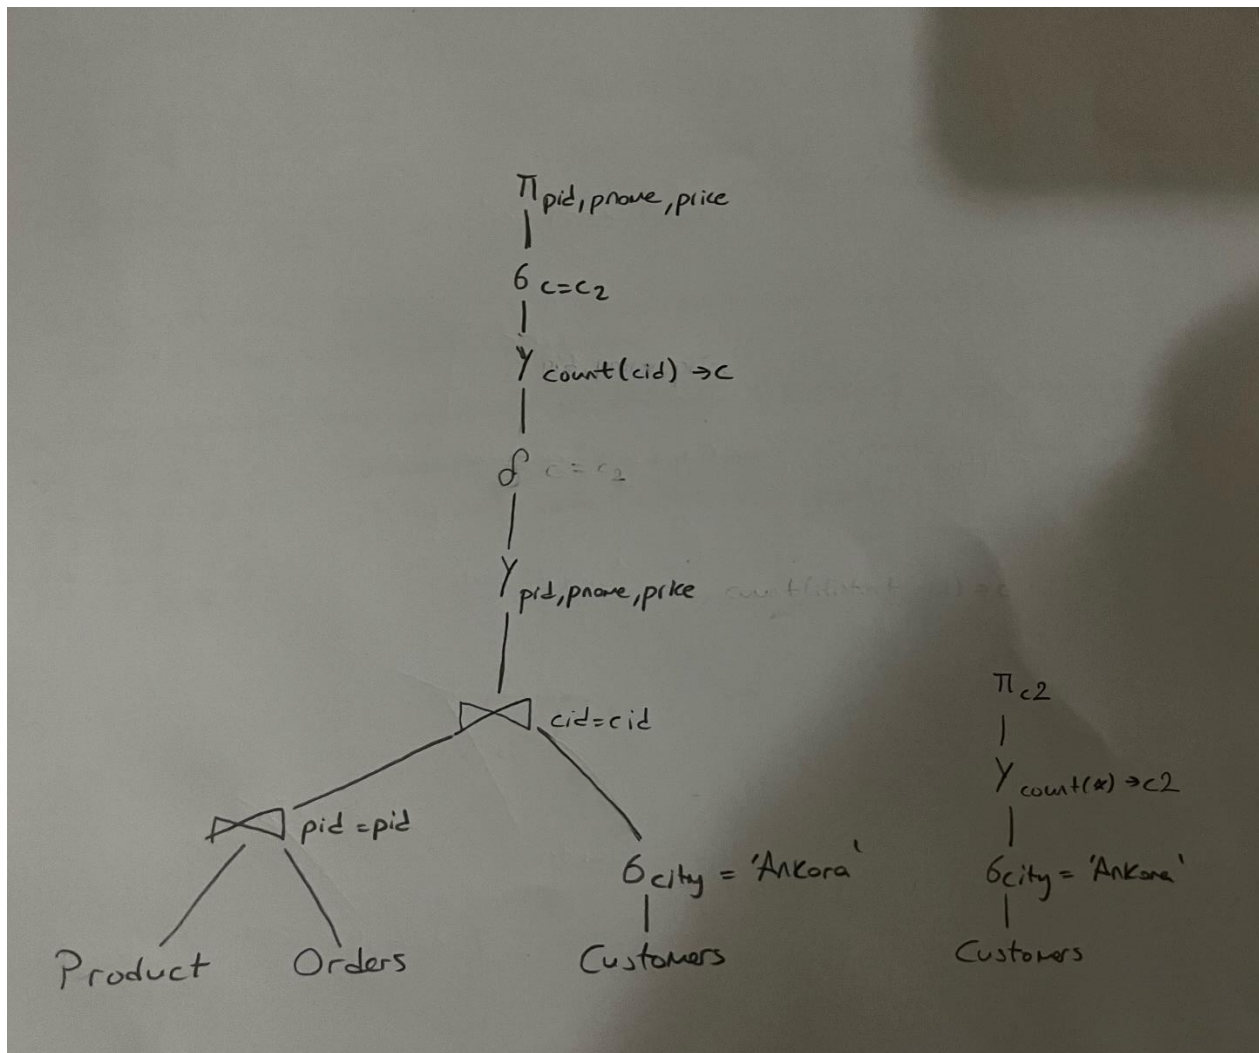 π pid, pname, price
σ c=c2
γ count(cid) → c
δ c = c2
γ pid, pname, price
cid=cid
pid = pid
σ city = 'Ankara'
Product
Orders
Customers
π c2
γ count(*) → c2
σ city = 'Ankara'
Customers